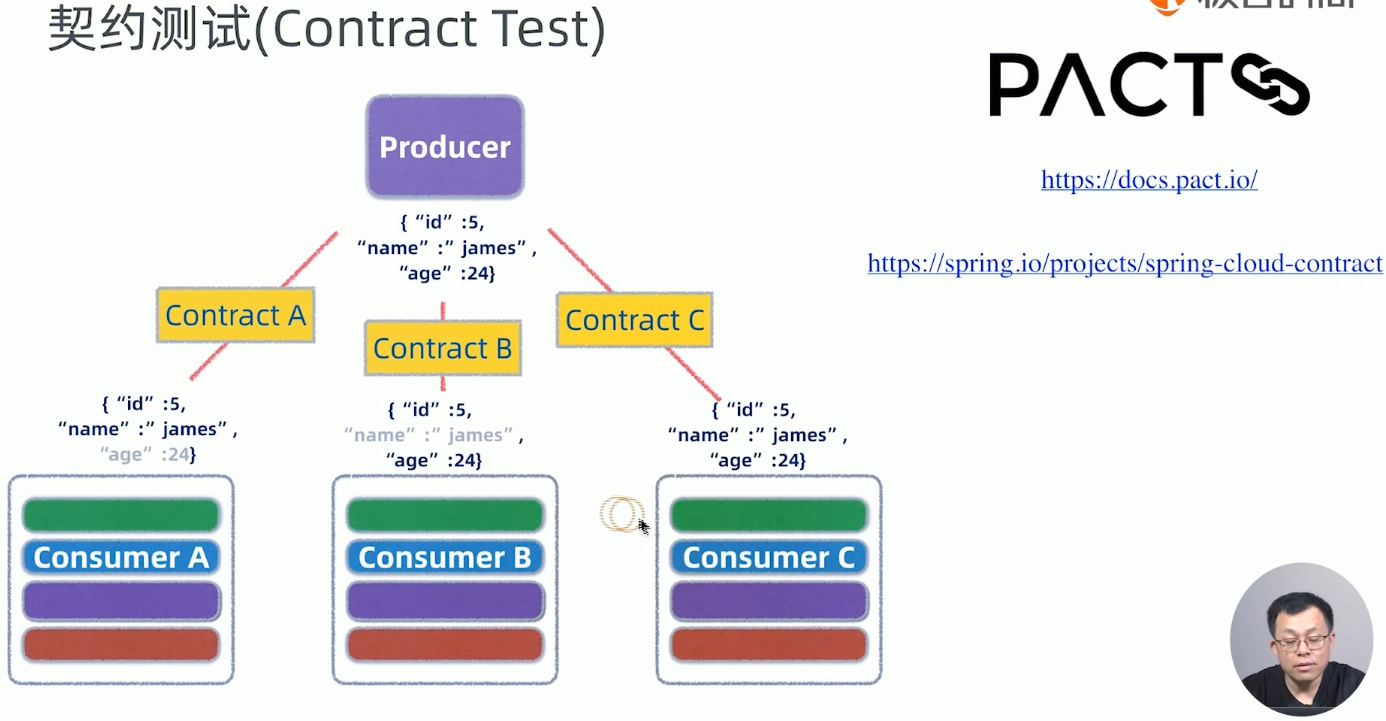 契约测试(Contract Test)
PACT
https://docs.pact.io/
https://spring.io/projects/spring-cloud-contract
Producer
{ “id” :5,
“name” :” james” ,
“age” :24}
Contract A
Contract B
Contract C
{ “id” :5,
“name” :” james” ,
“age” :24}
{ “id” :5,
“name” :” james” ,
“age” :24}
{ “id” :5,
“name” :” james” ,
“age” :24}
Consumer A
Consumer B
Consumer C